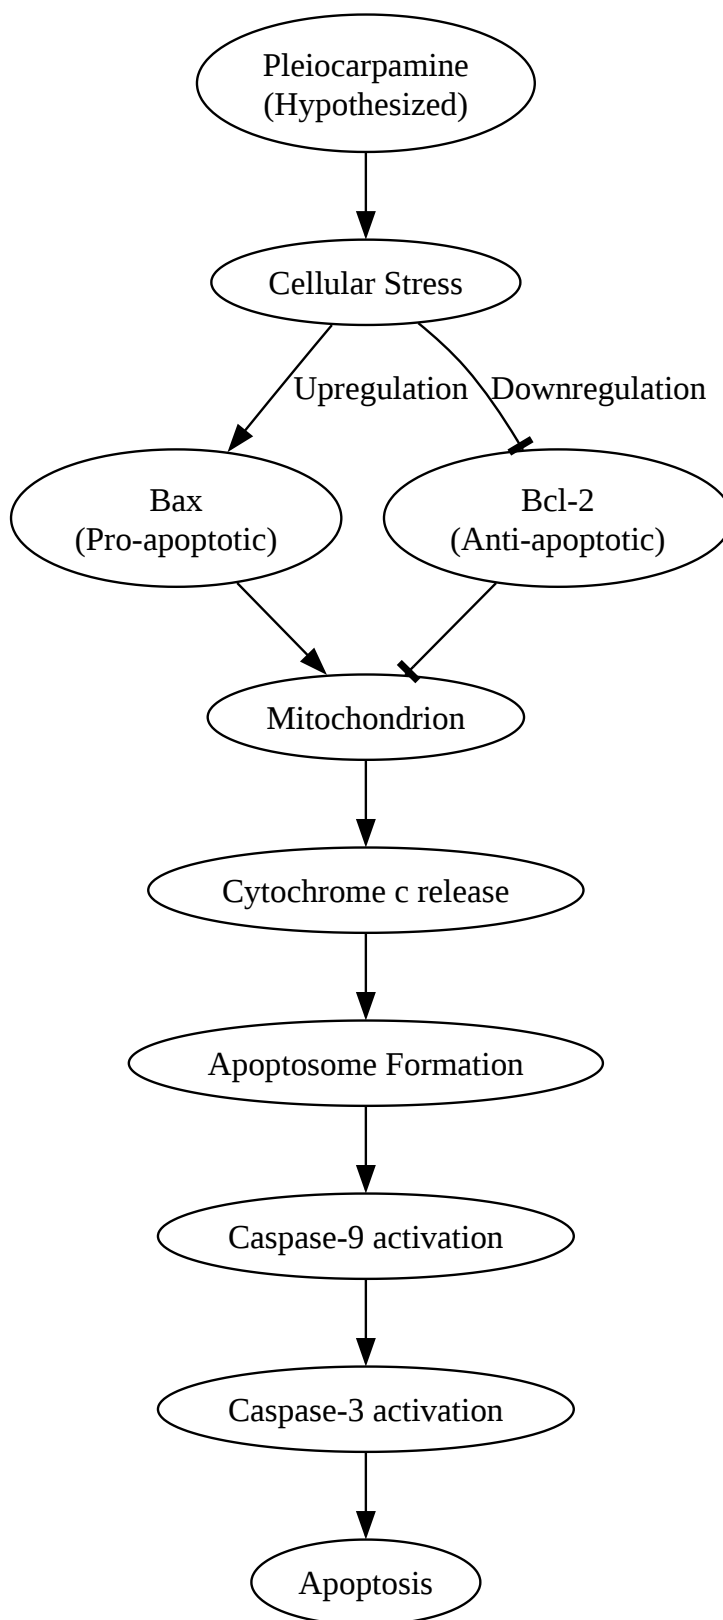 Pleiocarpamine
(Hypothesized)
Cellular Stress
Upregulation
Downregulation
Bax
(Pro-apoptotic)
Bcl-2
(Anti-apoptotic)
Mitochondrion
Cytochrome c release
Apoptosome Formation
Caspase-9 activation
Caspase-3 activation
Apoptosis